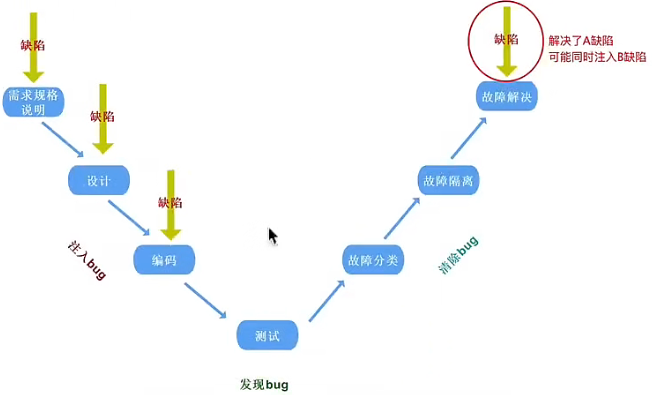 缺陷
缺陷
解决了A缺陷
可能同时注入B缺陷
需求规格
说明
故障解决
缺陷
设计
故障隔离
缺陷
注入bug
编码
故障分类
清除bug
测试
发现bug